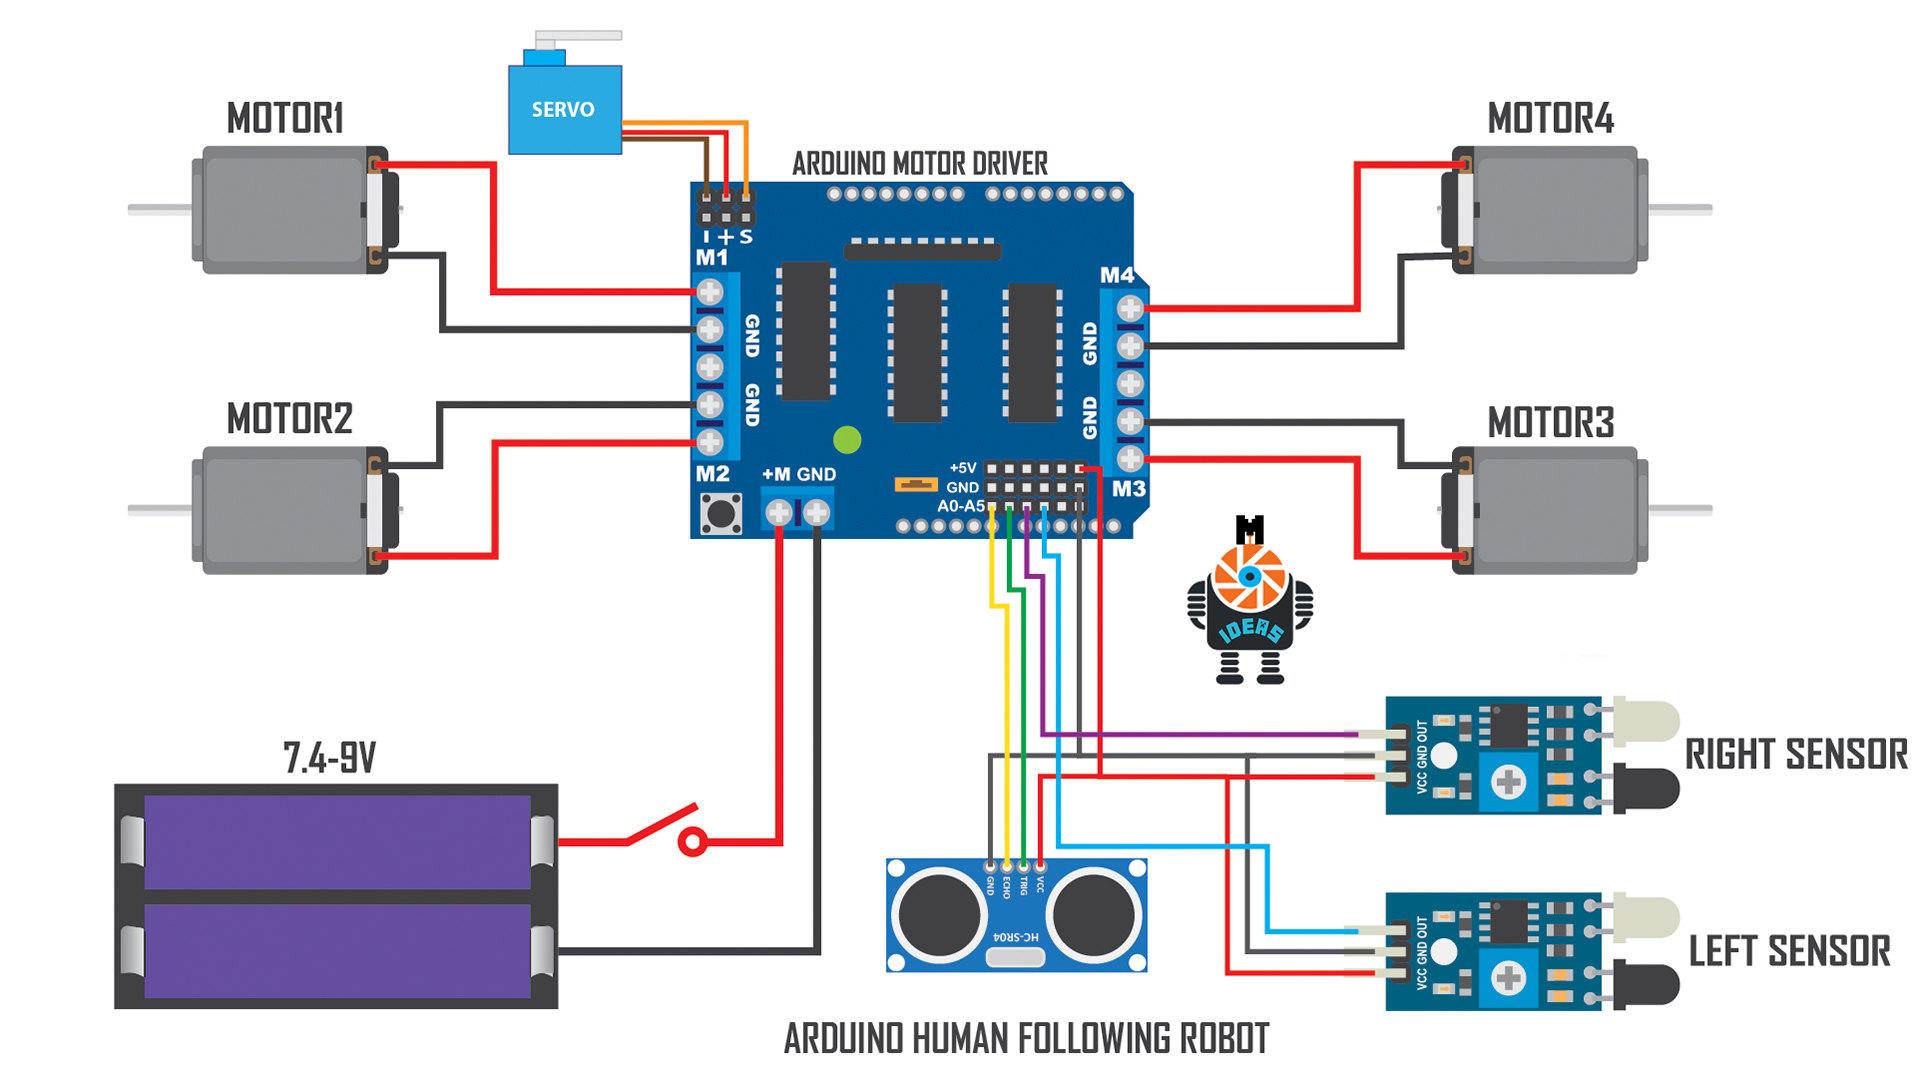 MOTOR1
SERVO
ARDUINO MOTOR DRIVER
MOTOR4
I + S
M1
GND
GND
M2
+M GND
M4
GND
GND
M3
+5V
GND
A0-A5
MOTOR2
MOTOR3
M
IDEAS
7.4-9V
VCC GND OUT
RIGHT SENSOR
GND
ECHO
TRIG
VCC
HC-SR04
VCC GND OUT
LEFT SENSOR
ARDUINO HUMAN FOLLOWING ROBOT